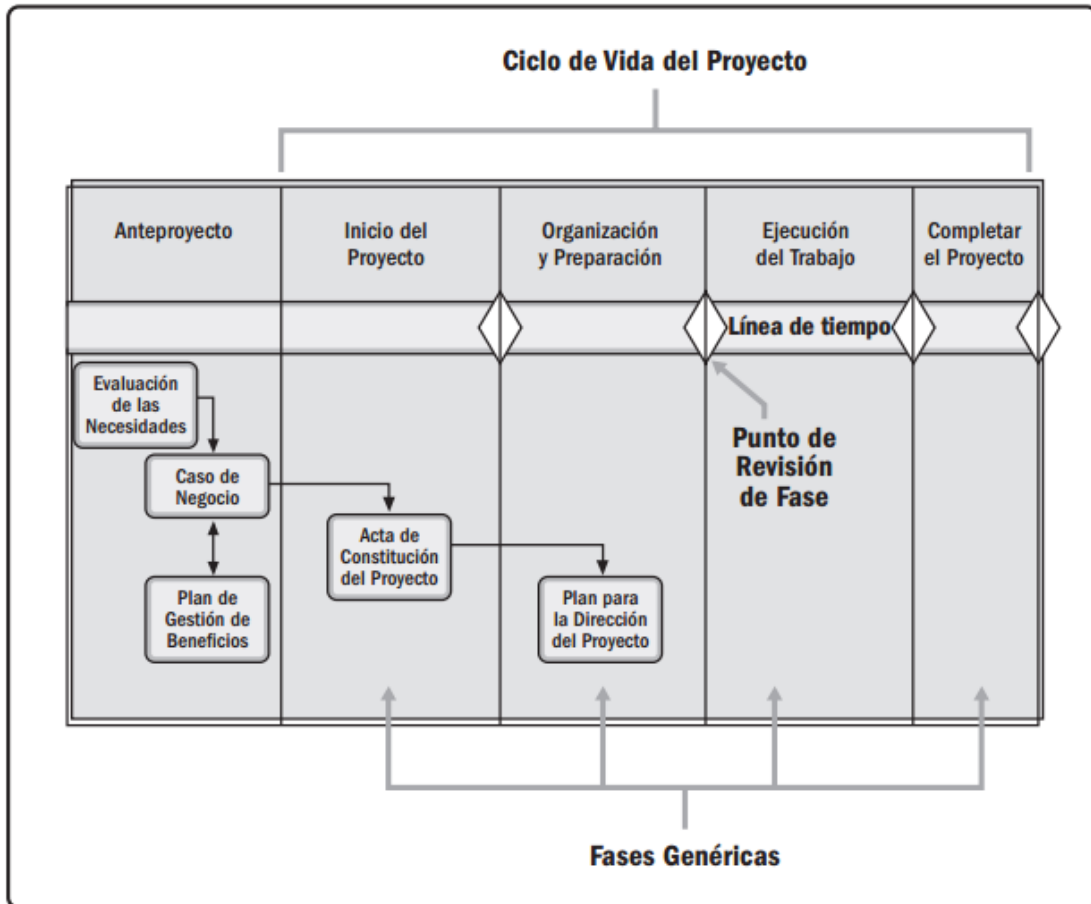 Ciclo de Vida del Proyecto
Anteproyecto
Inicio del
Proyecto
Organización
y Preparación
Ejecución
del Trabajo
Completar
el Proyecto
Línea de tiempo
Evaluación
de las
Necesidades
Caso de
Negocio
Plan de
Gestión de
Beneficios
Acta de
Constitución
del Proyecto
Plan para
la Dirección
del Proyecto
Punto de
Revisión
de Fase
Fases Genéricas